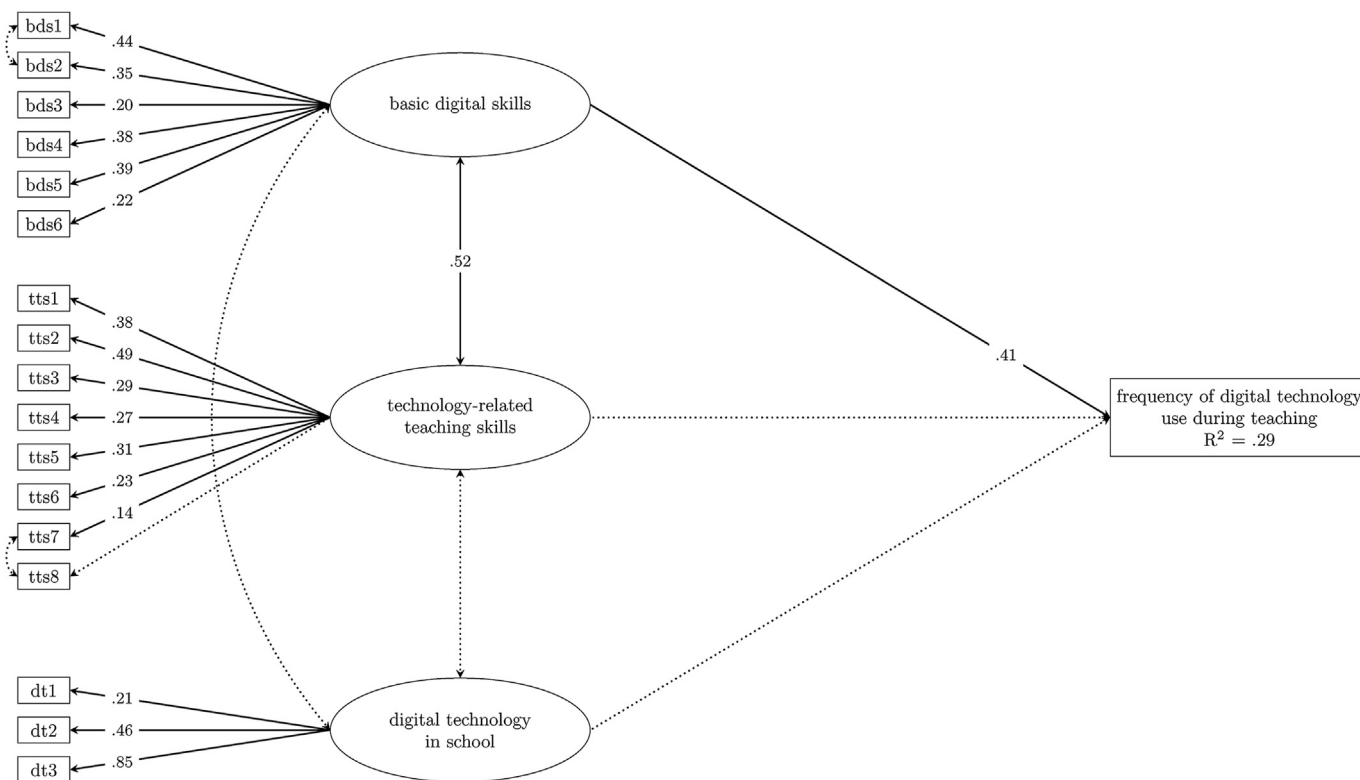 bds1
bds2
bds3
bds4
bds5
bds6
.44
.35
.20
.38
.39
.22
basic digital skills
.52
.41
tts1
tts2
tts3
tts4
tts5
tts6
tts7
tts8
.38
.49
.29
.27
.31
.23
.14
technology-related
teaching skills
frequency of digital technology
use during teaching
R² = .29
dt1
dt2
dt3
.21
.46
.85
digital technology
in school